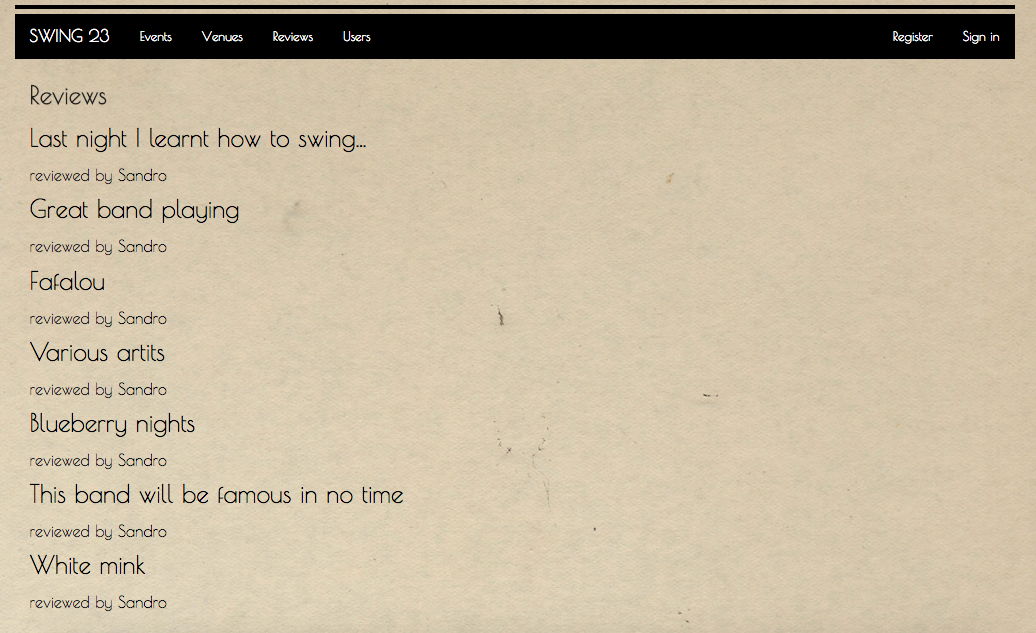 SWING 23 Events Venues Reviews Users Register Sign in
Reviews
Last night I learnt how to swing...
reviewed by Sandro
Great band playing
reviewed by Sandro
Fafalou
reviewed by Sandro
Various artits
reviewed by Sandro
Blueberry nights
reviewed by Sandro
This band will be famous in no time
reviewed by Sandro
White mink
reviewed by Sandro